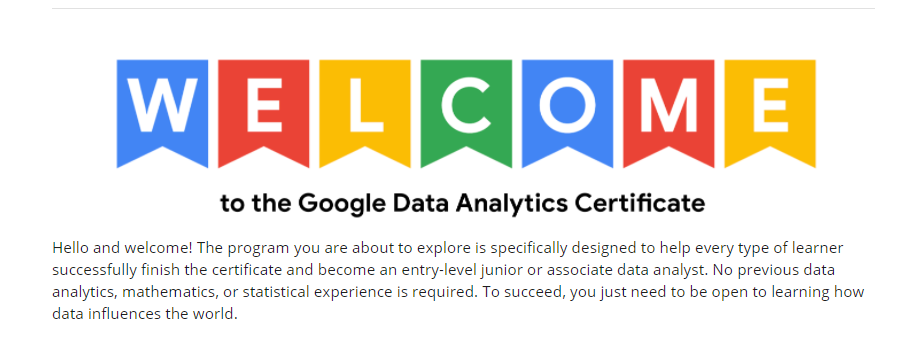 WELCOME
to the Google Data Analytics Certificate
Hello and welcome! The program you are about to explore is specifically designed to help every type of learner
successfully finish the certificate and become an entry-level junior or associate data analyst. No previous data
analytics, mathematics, or statistical experience is required. To succeed, you just need to be open to learning how
data influences the world.